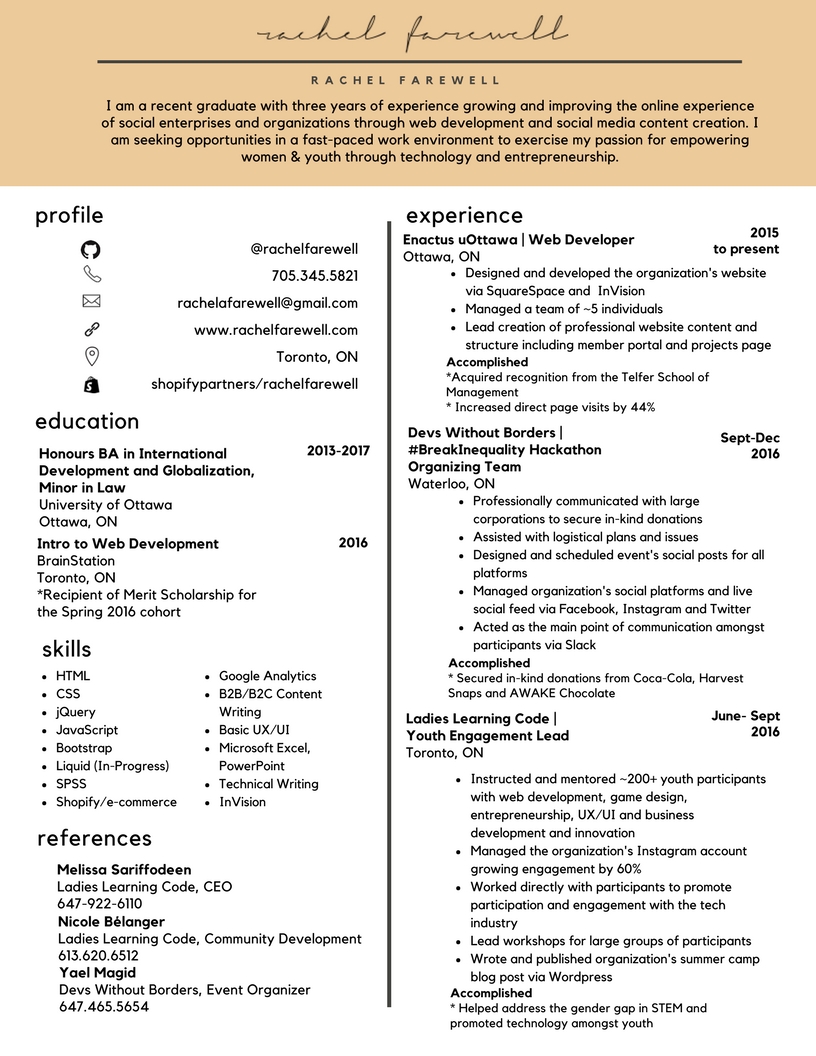 rachel farewell
RACHEL FAREWELL
I am a recent graduate with three years of experience growing and improving the online experience
of social enterprises and organizations through web development and social media content creation. I
am seeking opportunities in a fast-paced work environment to exercise my passion for empowering
women & youth through technology and entrepreneurship.
profile
@rachelfarewell
705.345.5821
rachelafarewell@gmail.com
www.rachelfarewell.com
Toronto, ON
shopifypartners/rachelfarewell
education
Honours BA in International
Development and Globalization,
Minor in Law
2013-2017
University of Ottawa
Ottawa, ON
Intro to Web Development
2016
BrainStation
Toronto, ON
*Recipient of Merit Scholarship for
the Spring 2016 cohort
skills
• HTML
• CSS
• jQuery
• JavaScript
• Bootstrap
• Liquid (In-Progress)
• SPSS
• Shopify/e-commerce
• Google Analytics
• B2B/B2C Content
Writing
• Basic UX/UI
• Microsoft Excel,
PowerPoint
• Technical Writing
• InVision
references
Melissa Sariffodeen
Ladies Learning Code, CEO
647-922-6110
Nicole Bélanger
Ladies Learning Code, Community Development
613.620.6512
Yael Magid
Devs Without Borders, Event Organizer
647.465.5654
experience
Enactus uOttawa | Web Developer
2015
to present
Ottawa, ON
• Designed and developed the organization's website
via SquareSpace and  InVision
• Managed a team of ~5 individuals
• Lead creation of professional website content and
structure including member portal and projects page
Accomplished
*Acquired recognition from the Telfer School of
Management
* Increased direct page visits by 44%
Devs Without Borders |
#BreakInequality Hackathon
Organizing Team
Sept-Dec
2016
Waterloo, ON
• Professionally communicated with large
corporations to secure in-kind donations
• Assisted with logistical plans and issues
• Designed and scheduled event's social posts for all
platforms
• Managed organization's social platforms and live
social feed via Facebook, Instagram and Twitter
• Acted as the main point of communication amongst
participants via Slack
Accomplished
* Secured in-kind donations from Coca-Cola, Harvest
Snaps and AWAKE Chocolate
Ladies Learning Code |
Youth Engagement Lead
June- Sept
2016
Toronto, ON
• Instructed and mentored ~200+ youth participants
with web development, game design,
entrepreneurship, UX/UI and business
development and innovation
• Managed the organization's Instagram account
growing engagement by 60%
• Worked directly with participants to promote
participation and engagement with the tech
industry
• Lead workshops for large groups of participants
• Wrote and published organization's summer camp
blog post via Wordpress
Accomplished
* Helped address the gender gap in STEM and
promoted technology amongst youth